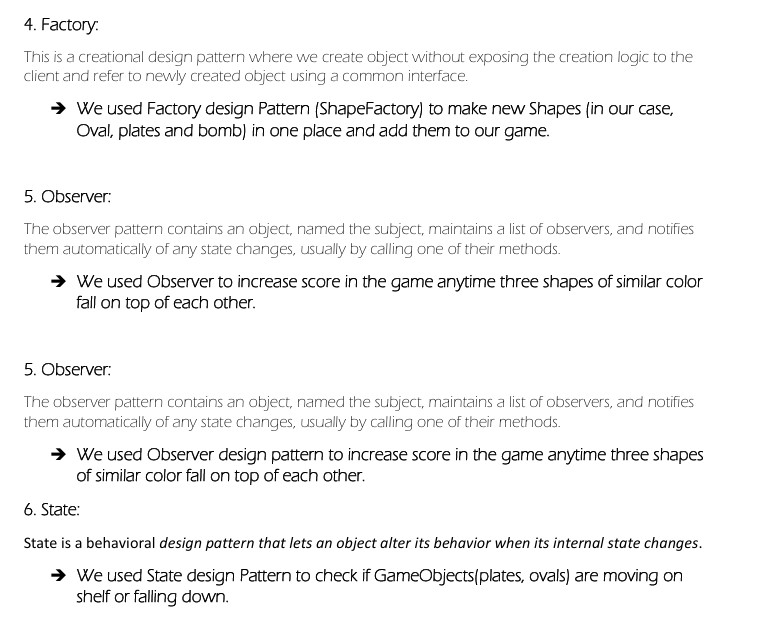 4. Factory:
This is a creational design pattern where we create object without exposing the creation logic to the
client and refer to newly created object using a common interface.
➔ We used Factory design Pattern (ShapeFactory) to make new Shapes (in our case,
Oval, plates and bomb) in one place and add them to our game.
5. Observer:
The observer pattern contains an object, named the subject, maintains a list of observers, and notifies
them automatically of any state changes, usually by calling one of their methods.
➔ We used Observer to increase score in the game anytime three shapes of similar color
fall on top of each other.
5. Observer:
The observer pattern contains an object, named the subject, maintains a list of observers, and notifies
them automatically of any state changes, usually by calling one of their methods.
➔ We used Observer design pattern to increase score in the game anytime three shapes
of similar color fall on top of each other.
6. State:
State is a behavioral design pattern that lets an object alter its behavior when its internal state changes.
➔ We used State design Pattern to check if GameObjects(plates, ovals) are moving on
shelf or falling down.